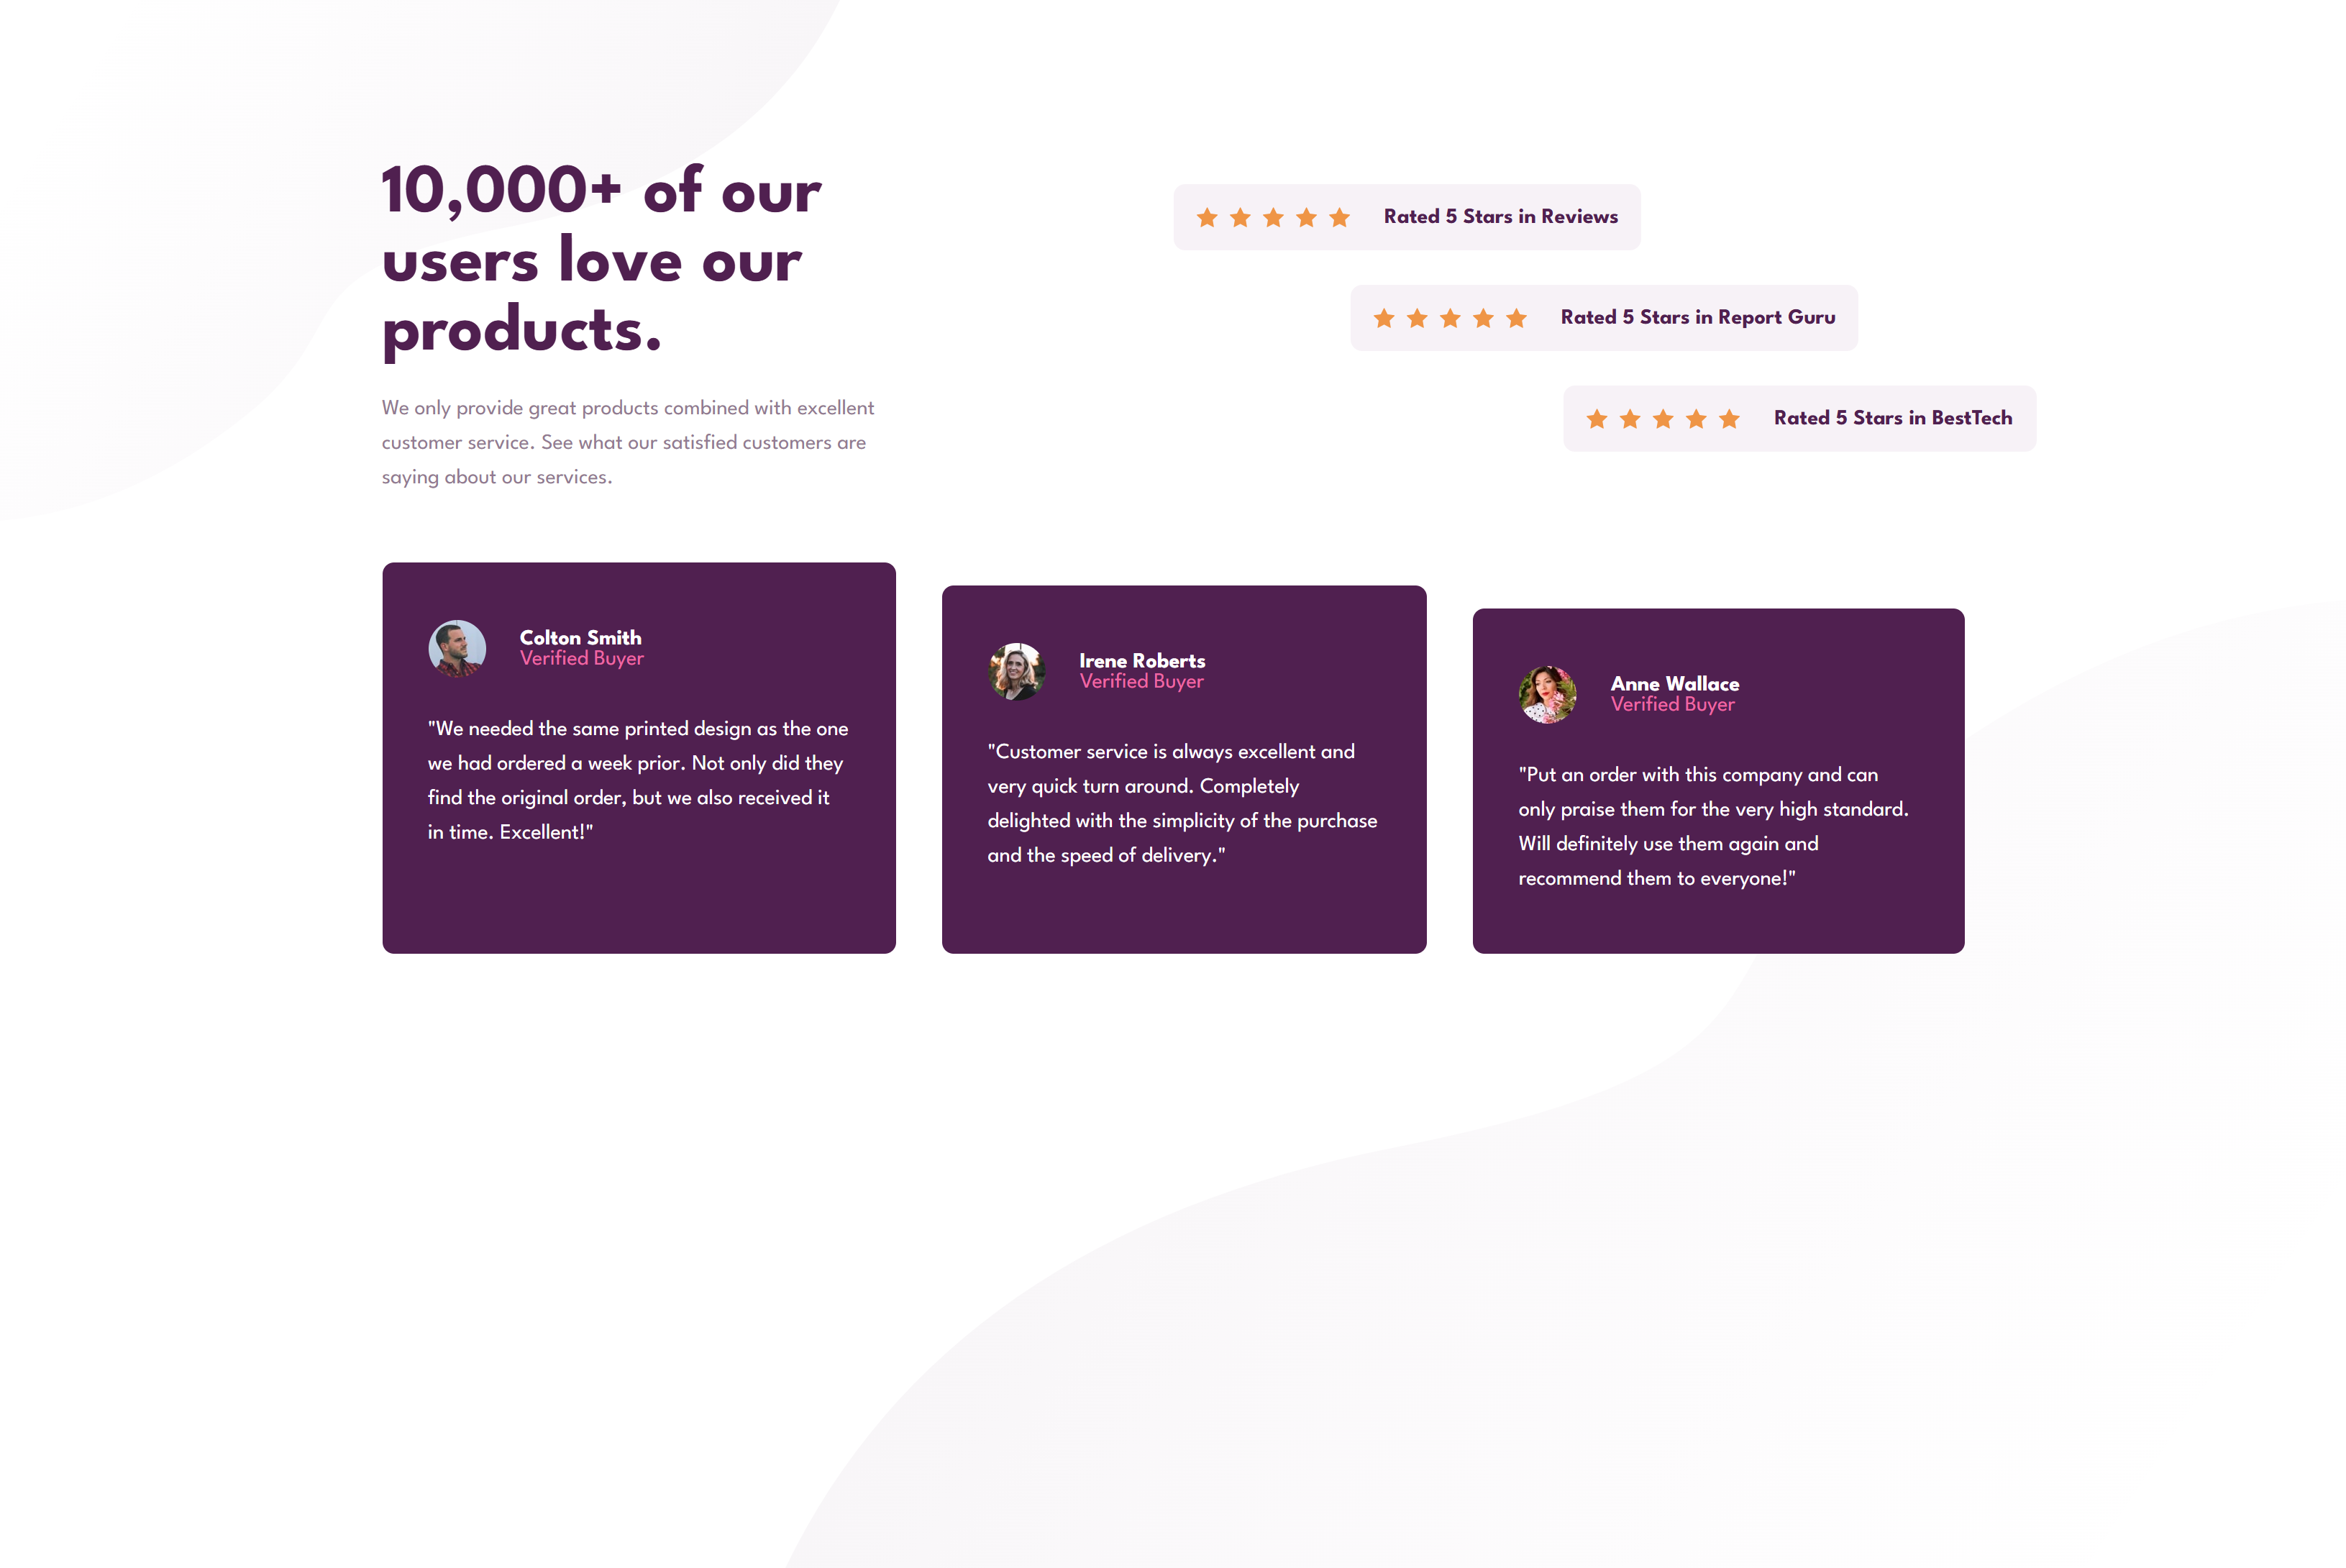 10,000+ of our
users love our
products.
We only provide great products combined with excellent
customer service. See what our satisfied customers are
saying about our services.
Rated 5 Stars in Reviews
Rated 5 Stars in Report Guru
Rated 5 Stars in BestTech
Colton Smith
Verified Buyer
"We needed the same printed design as the one
we had ordered a week prior. Not only did they
find the original order, but we also received it
in time. Excellent!"
Irene Roberts
Verified Buyer
"Customer service is always excellent and
very quick turn around. Completely
delighted with the simplicity of the purchase
and the speed of delivery."
Anne Wallace
Verified Buyer
"Put an order with this company and can
only praise them for the very high standard.
Will definitely use them again and
recommend them to everyone!"